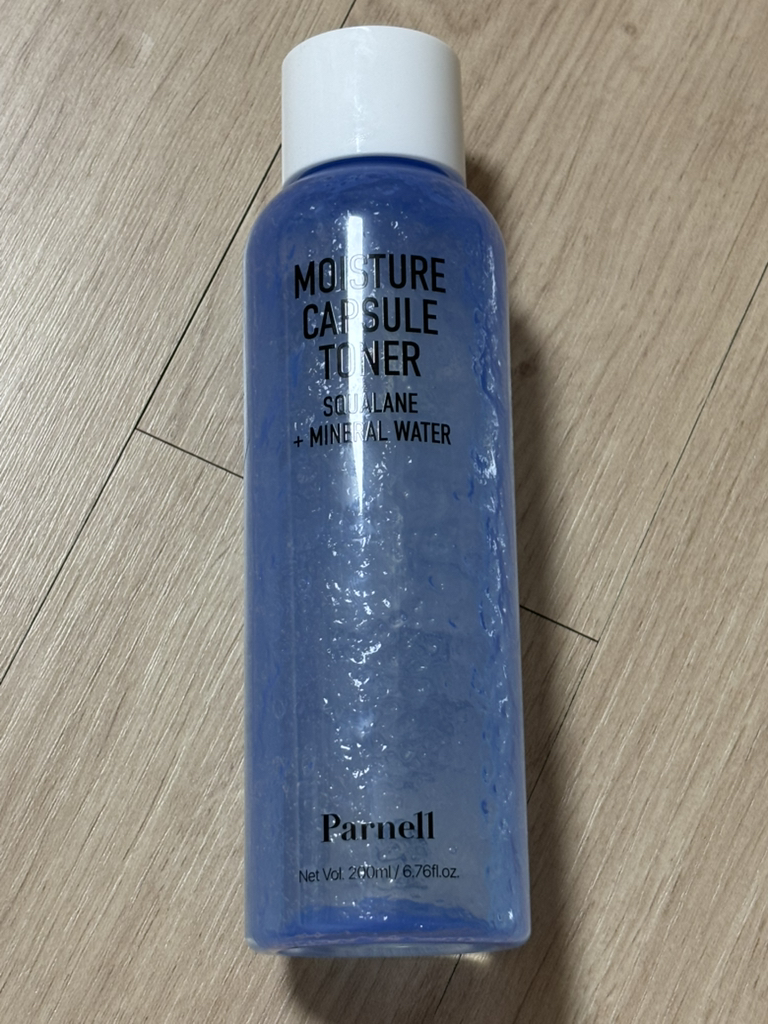 MOISTURE
CAPSULE
TONER
SQUALANE
+ MINERAL WATER
Parnell
Net Vol. 200ml / 6.76fl.oz.